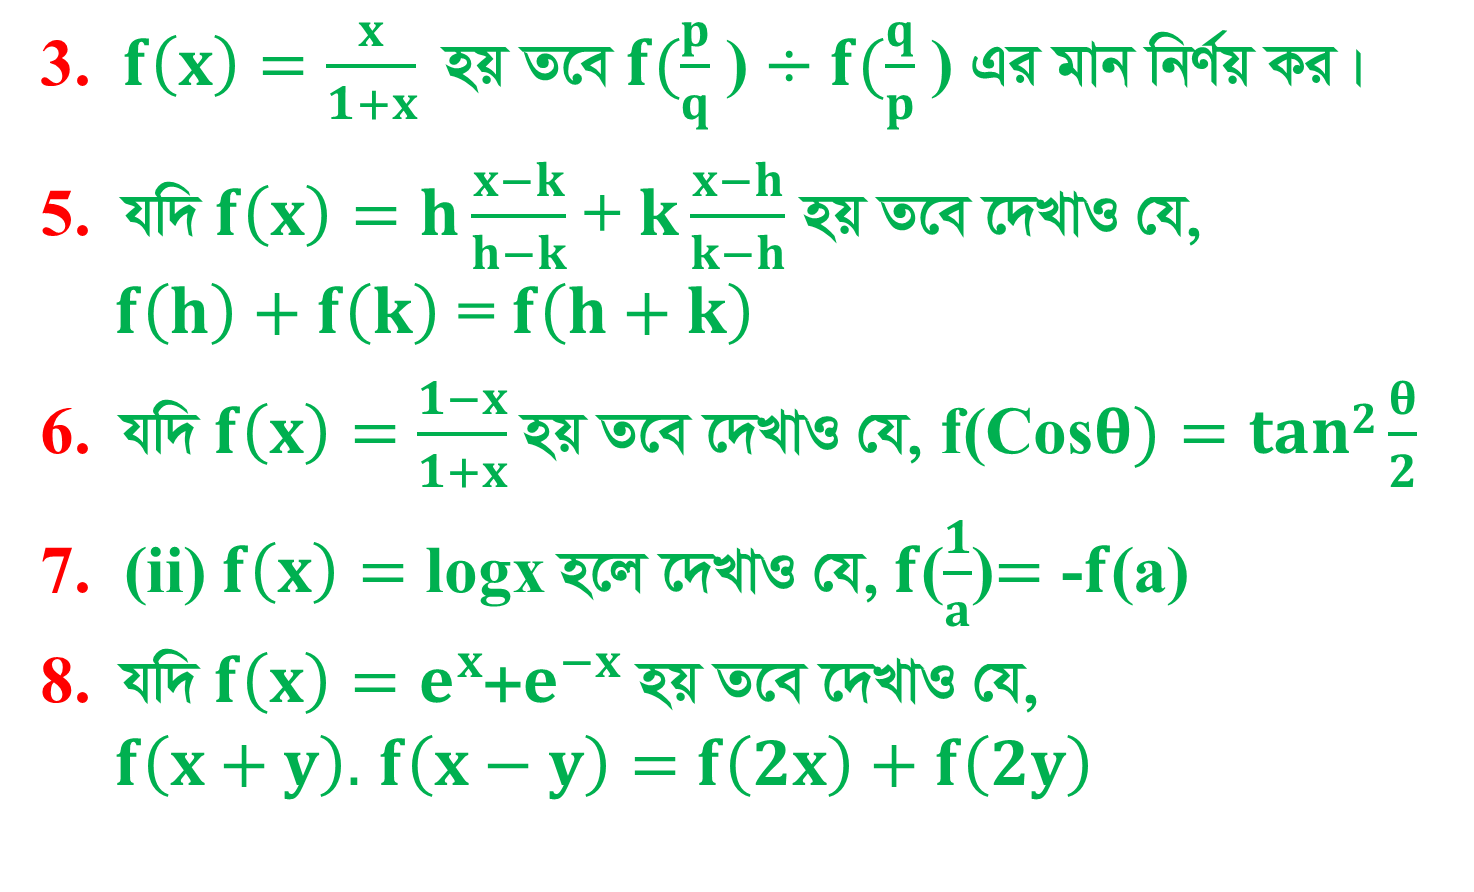 3. f(x) = x/(1+x) হয় তবে f(p/q) ÷ f(q/p) এর মান নির্ণয় কর।
5. যদি f(x) = h (x−k)/(h−k) + k (x−h)/(k−h) হয় তবে দেখাও যে,
f(h) + f(k) = f(h + k)
6. যদি f(x) = (1−x)/(1+x) হয় তবে দেখাও যে, f(Cosθ) = tan² θ/2
7. (ii) f(x) = logx হলে দেখাও যে, f(1/a)= -f(a)
8. যদি f(x) = eˣ+e⁻ˣ হয় তবে দেখাও যে,
f(x + y). f(x − y) = f(2x) + f(2y)